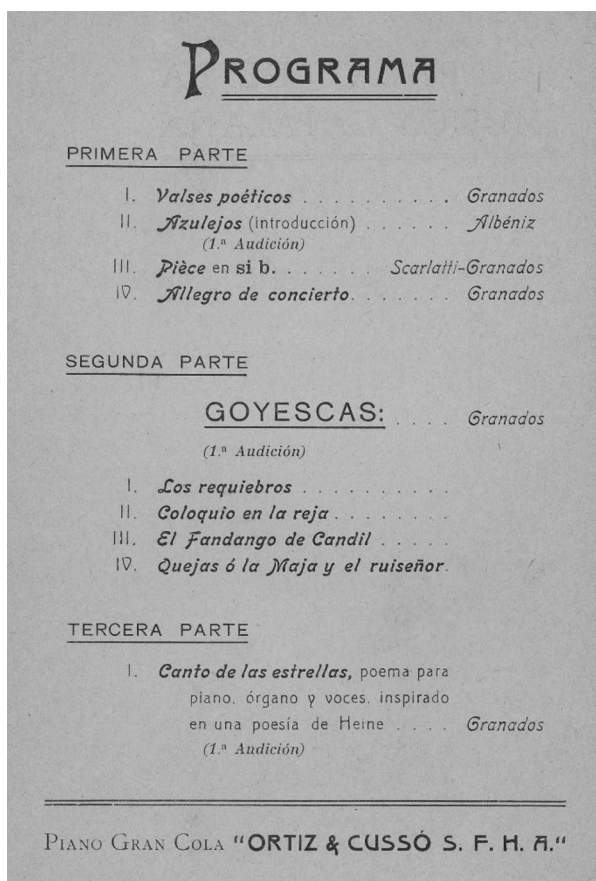 PROGRAMA
PRIMERA PARTE
I. Valses poéticos . . . . . . . . . . Granados
II. Azulejos (Introducción) . . . . . . Albéniz
(1.ª Audición)
III. Pièce en si b. . . . . . . Scarlatti-Granados
IV. Allegro de concierto. . . . . . . Granados
SEGUNDA PARTE
GOYESCAS: . . . . Granados
(1.ª Audición)
I. Los requiebros . . . . . . . . . .
II. Coloquio en la reja . . . . . . . .
III. El Fandango de Candil . . . . .
IV. Quejas ó la Maja y el ruiseñor.
TERCERA PARTE
I. Canto de las estrellas, poema para
piano, órgano y voces, inspirado
en una poesía de Heine . . . . Granados
(1.ª Audición)
PIANO GRAN COLA "ORTIZ & CUSSÓ S. F. H. A."